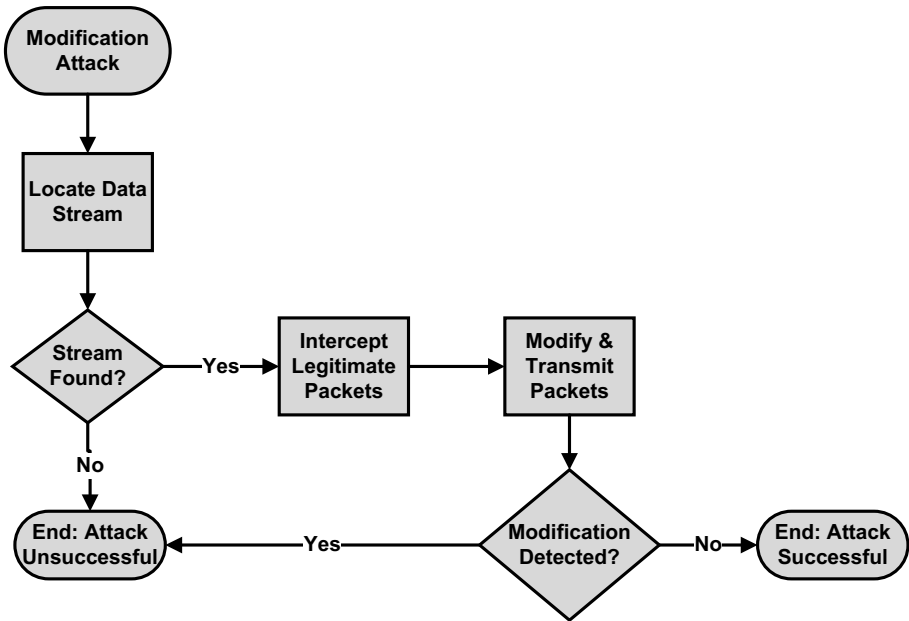 Modification
Attack
Locate Data
Stream
Stream
Found?
Yes
Intercept
Legitimate
Packets
Modify &
Transmit
Packets
No
End: Attack
Unsuccessful
Yes
Modification
Detected?
No
End: Attack
Successful